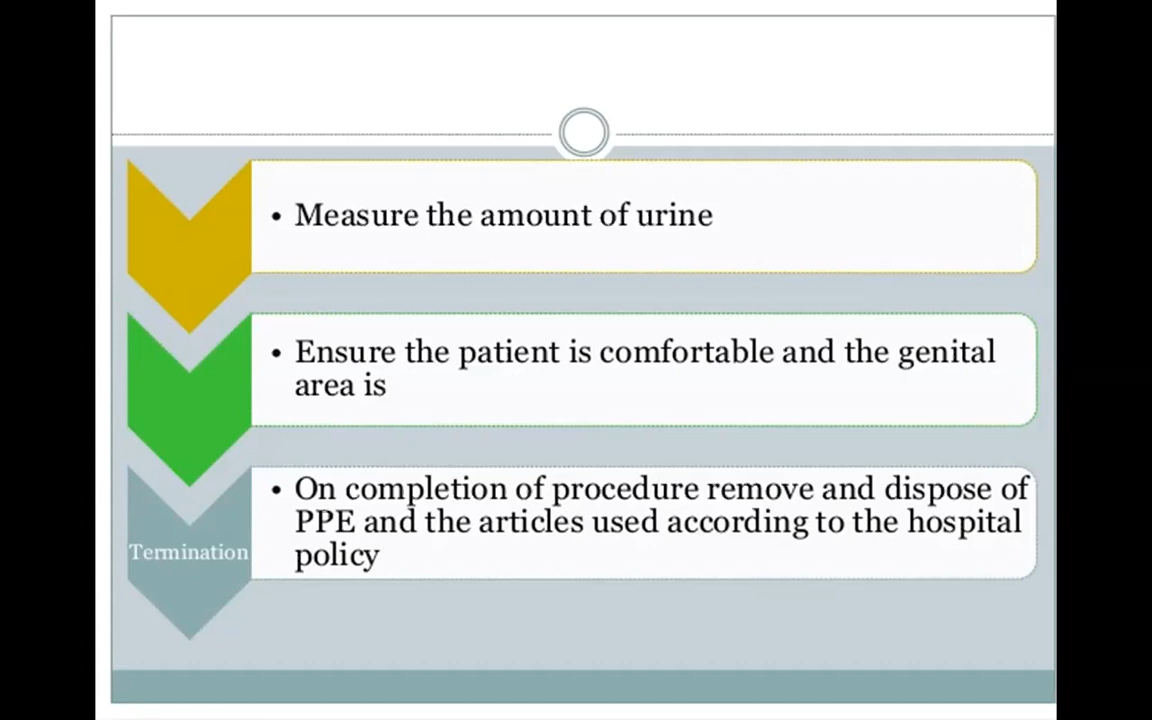 • Measure the amount of urine
• Ensure the patient is comfortable and the genital
area is
Termination
• On completion of procedure remove and dispose of
PPE and the articles used according to the hospital
policy